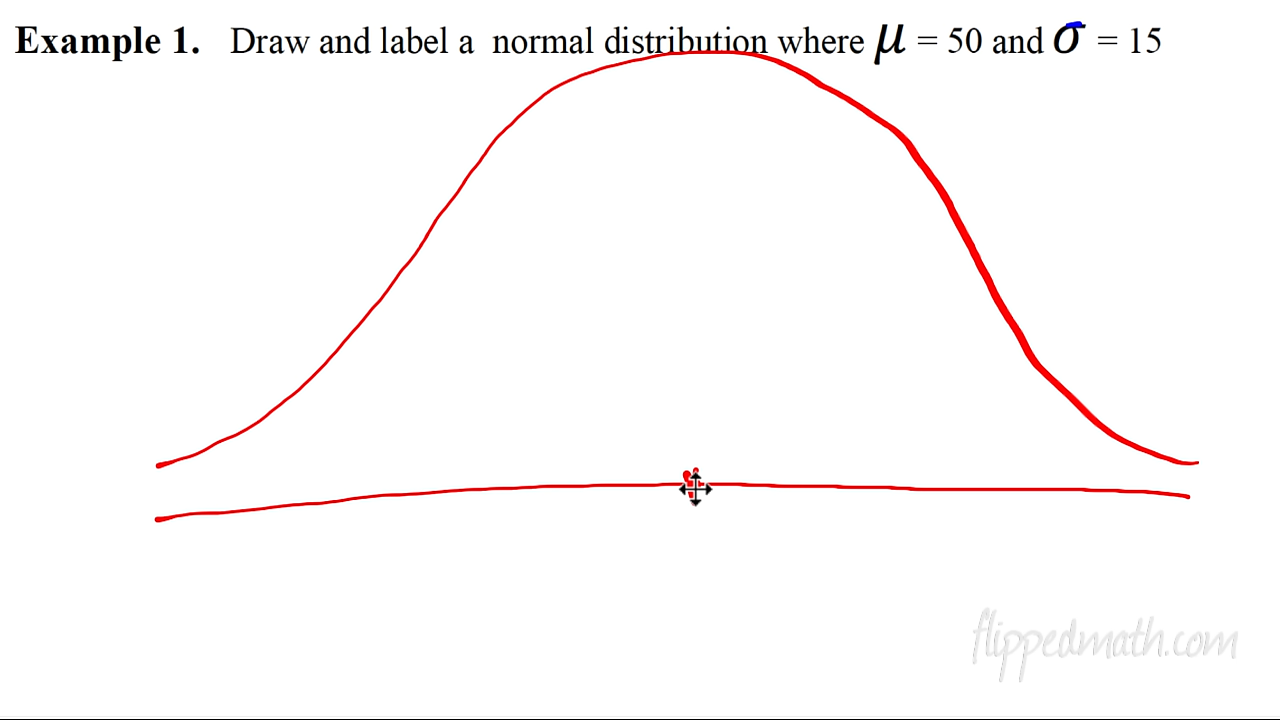 Example 1. Draw and label a normal distribution where μ = 50 and σ = 15
flippedmath.com